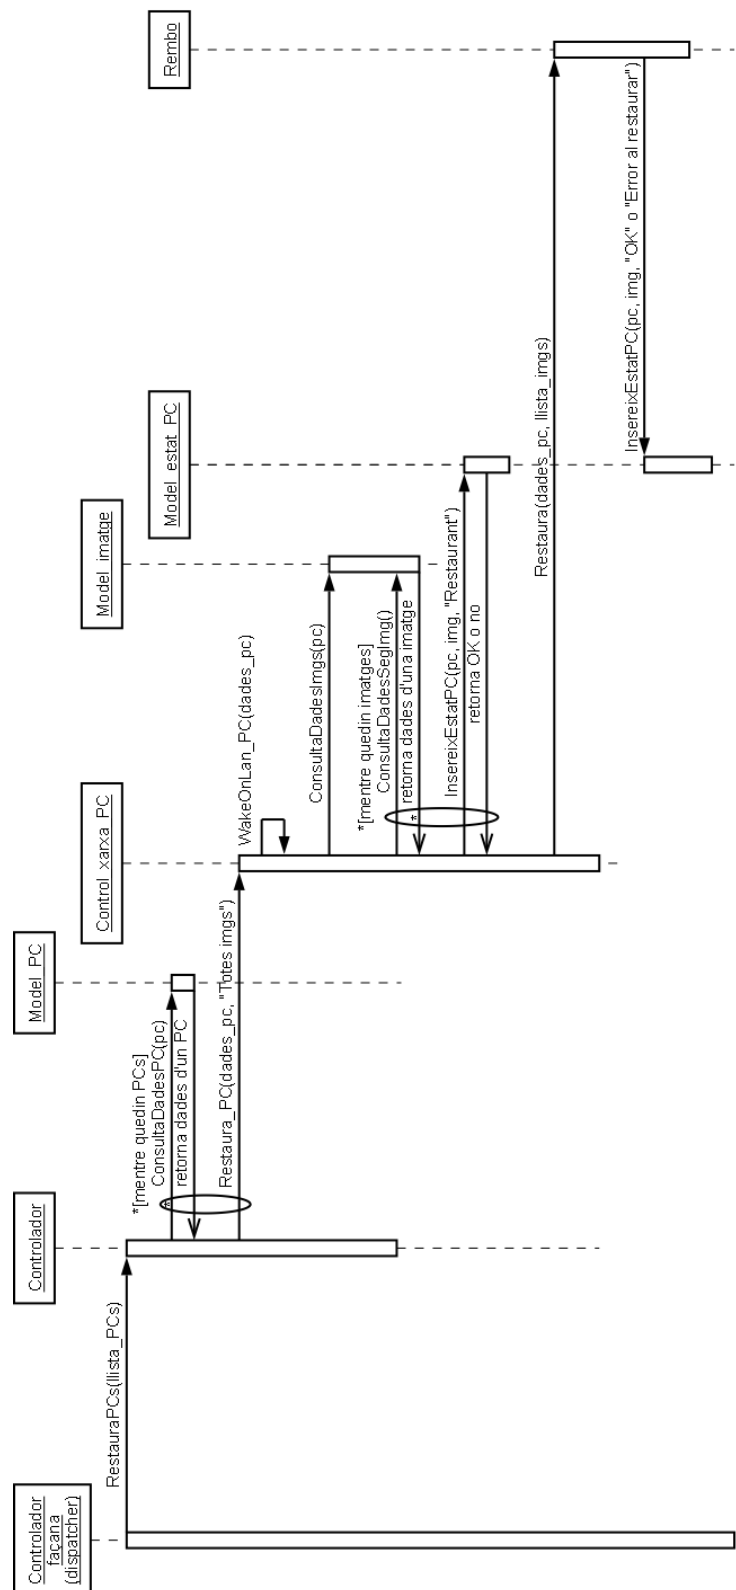 Controlador
façana
(dispatcher)
Controlador
Model_PC
Control_xarxa_PC
Model_imatge
Model_estat_PC
Rembo
RestauraPCs(llista_PCs)
*[mentre quedin PCs]
ConsultaDadesPC(pc)
retorna dades d'un PC
*
Restaura_PC(dades_pc, "Totes imgs")
WakeOnLan_PC(dades_pc)
ConsultaDadesImgs(pc)
*[mentre quedin imatges]
ConsultaDadesSegImg()
retorna dades d'una imatge
*
InsereixEstatPC(pc, img, "Restaurant")
retorna OK o no
Restaura(dades_pc, llista_imgs)
InsereixEstatPC(pc, img, "OK" o "Error al restaurar")